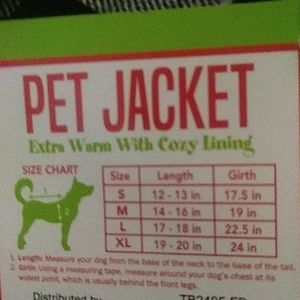 PET JACKET
Extra Warm With Cozy Lining
SIZE CHART
1
2
Size Length Girth
S 12 - 13 in 17.5 in
M 14 - 16 in 19 in
L 17 - 18 in 22.5 in
XL 19 - 20 in 24 in
1. Length: Measure your dog from the base of the neck to the base of the tail.
2. Girth: Using a measuring tape, measure around your dog's chest at its
widest point, which is usually behind the front legs.
Distributed by